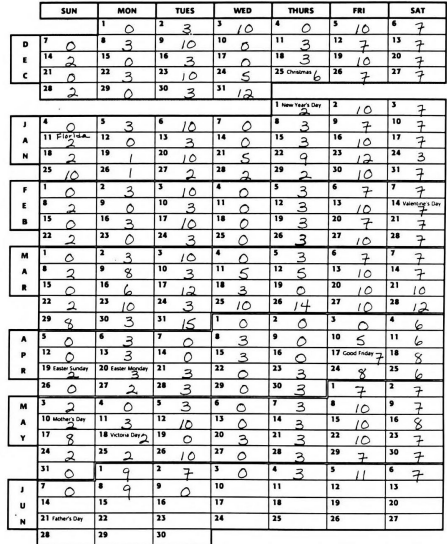 SUN MON TUES WED THURS FRI SAT
1 0 2 3 3 10 4 0 5 10 6 7
DEC
7 0 8 3 9 10 10 0 11 3 12 7 13 7
14 2 15 0 16 3 17 0 18 3 19 10 20 7
21 0 22 3 23 10 24 5 25 Christmas 6 26 7 27 7
28 2 29 0 30 3 31 12
1 New Year's Day 2 2 10 3 7
JAN
4 0 5 3 6 10 7 0 8 3 9 7 10 7
11 Florida 2 12 0 13 3 14 0 15 3 16 10 17 7
18 2 19 1 20 10 21 5 22 9 23 12 24 3
25 10 26 1 27 2 28 2 29 2 30 10 31 7
FEB
1 0 2 3 3 10 4 0 5 3 6 7 7 7
8 2 9 0 10 3 11 0 12 3 13 10 14 Valentine's Day 7
15 0 16 3 17 10 18 0 19 3 20 7 21 7
22 2 23 0 24 3 25 0 26 3 27 10 28 7
MAR
1 0 2 3 3 10 4 0 5 3 6 7 7 7
8 2 9 8 10 3 11 5 12 5 13 10 14 7
15 0 16 6 17 12 18 3 19 0 20 10 21 10
22 2 23 10 24 3 25 10 26 14 27 10 28 12
29 8 30 3 31 15 1 0 2 0 3 0 4 6
APR
5 0 6 3 7 0 8 3 9 0 10 5 11 6
12 0 13 3 14 0 15 3 16 0 17 Good Friday 7 18 8
19 Easter Sunday 2 20 Easter Monday 3 21 3 22 0 23 3 24 8 25 6
26 0 27 2 28 3 29 0 30 3 1 7 2 7
MAY
3 2 4 0 5 3 6 0 7 3 8 10 9 7
10 Mother's Day 2 11 3 12 10 13 0 14 3 15 10 16 8
17 8 18 Victoria Day 2 19 0 20 3 21 3 22 10 23 7
24 2 25 2 26 10 27 0 28 3 29 7 30 7
31 0 1 9 2 7 3 0 4 3 5 11 6 7
JUN
7 0 8 9 9 0 10 11 12 13
14 15 16 17 18 19 20
21 Father's Day 22 23 24 25 26 27
28 29 30